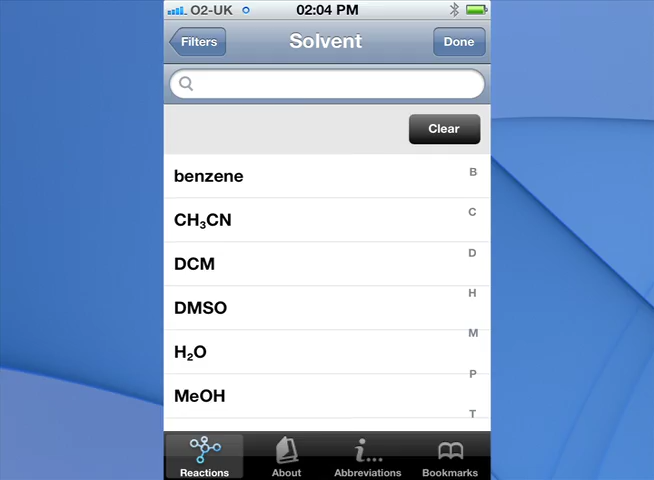 O2-UK 02:04 PM
Filters Solvent Done
Clear
benzene
CH₃CN
DCM
DMSO
H₂O
MeOH
B
C
D
H
M
P
T
Reactions About Abbreviations Bookmarks